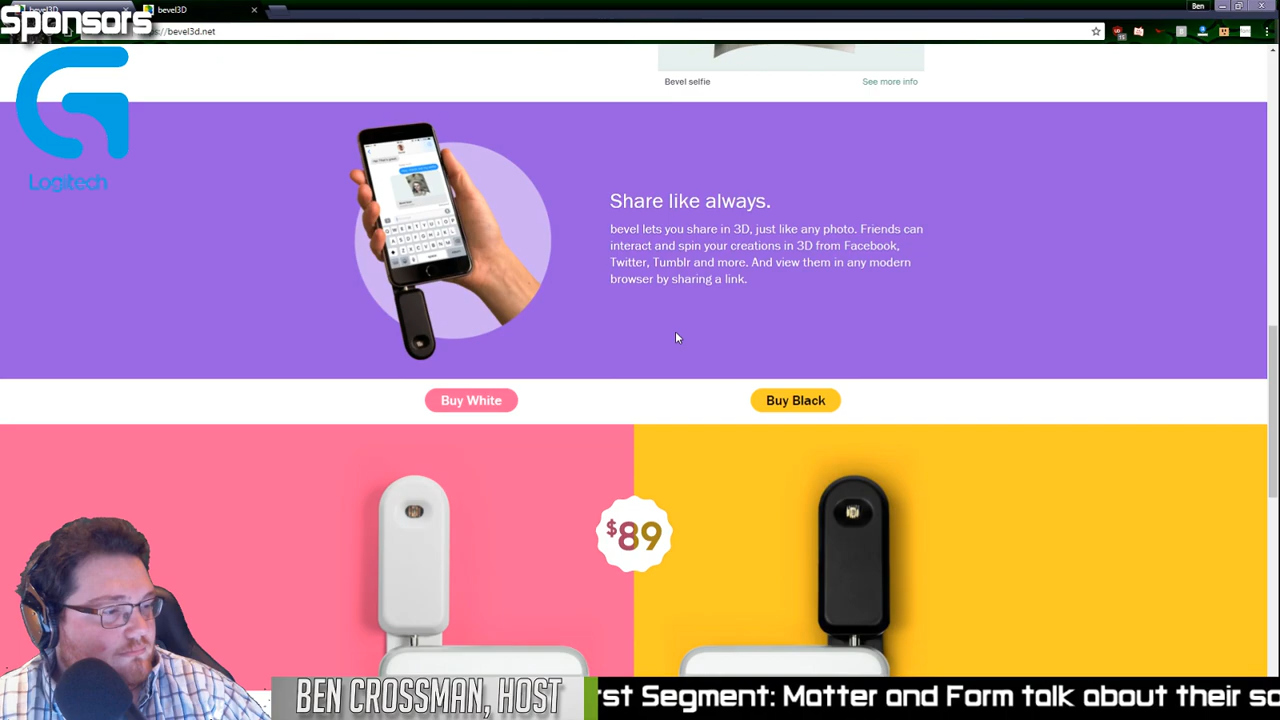 Sponsors
bevel3D
bevel3D
Ben
bevel3d.net
Logitech
Bevel selfie
See more info
Share like always.
bevel lets you share in 3D, just like any photo. Friends can
interact and spin your creations in 3D from Facebook,
Twitter, Tumblr and more. And view them in any modern
browser by sharing a link.
Buy White
Buy Black
$89
BEN CROSSMAN, HOST
rst Segment: Matter and Form talk about their sc